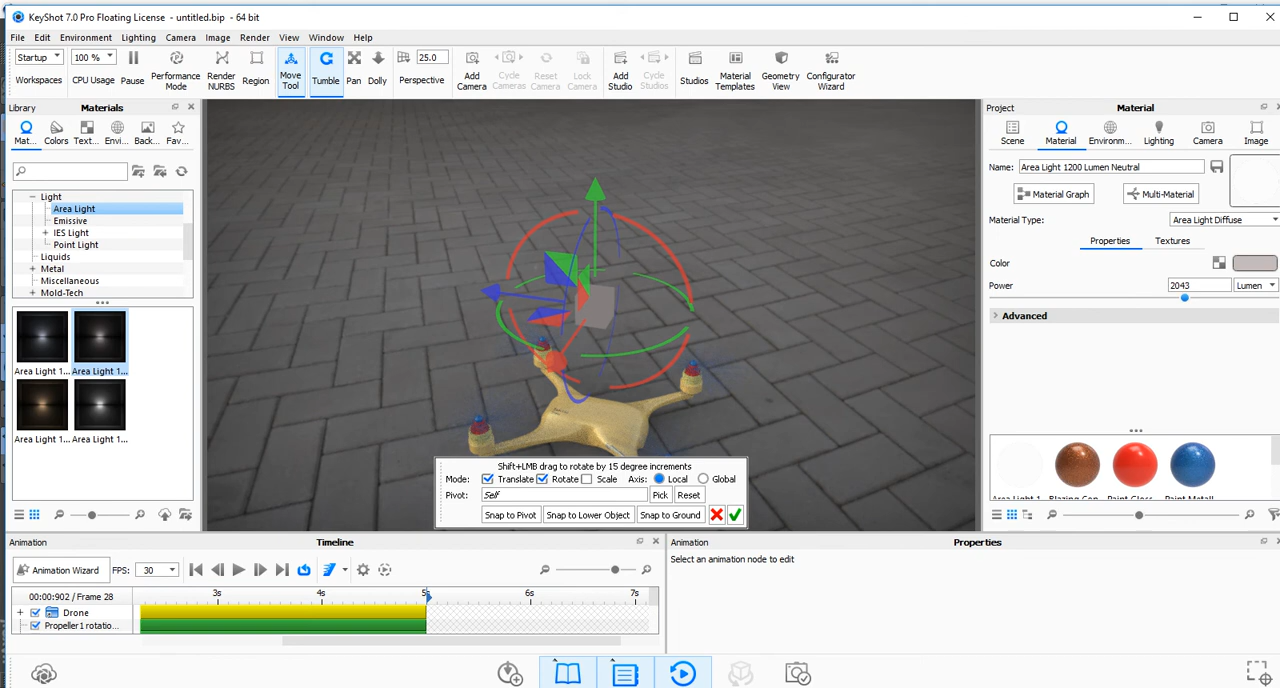 KeyShot 7.0 Pro Floating License - untitled.bip - 64 bit
File Edit Environment Lighting Camera Image Render View Window Help
Startup 100 % 25.0
Workspaces CPU Usage Pause Performance Mode Render NURBS Region Move Tool Tumble Pan Dolly Perspective Add Camera Cycle Cameras Reset Camera Lock Camera Add Studio Cycle Studios Studios Material Templates Geometry View Configurator Wizard
Library Materials
Mat... Colors Text... Envi... Back... Fav...
Light
Area Light
Emissive
IES Light
Point Light
Liquids
Metal
Miscellaneous
Mold-Tech
Area Light 1... Area Light 1...
Area Light 1... Area Light 1...
Shift+LMB drag to rotate by 15 degree increments
Mode: Translate Rotate Scale Axis: Local Global
Pivot: Self Pick Reset
Snap to Pivot Snap to Lower Object Snap to Ground
Project Material
Scene Material Environm... Lighting Camera Image
Name: Area Light 1200 Lumen Neutral
Material Graph Multi-Material
Material Type: Area Light Diffuse
Properties Textures
Color
Power 2043 Lumen
Advanced
Animation Timeline
Animation Wizard FPS: 30
00:00:902 / Frame 28 3s 4s 5s 6s 7s
Drone
Propeller1 rotatio...
Animation Properties
Select an animation node to edit